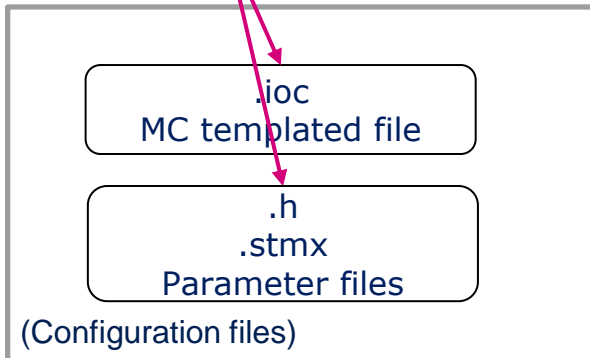 .ioc
MC templated file
.h
.stmx
Parameter files
(Configuration files)